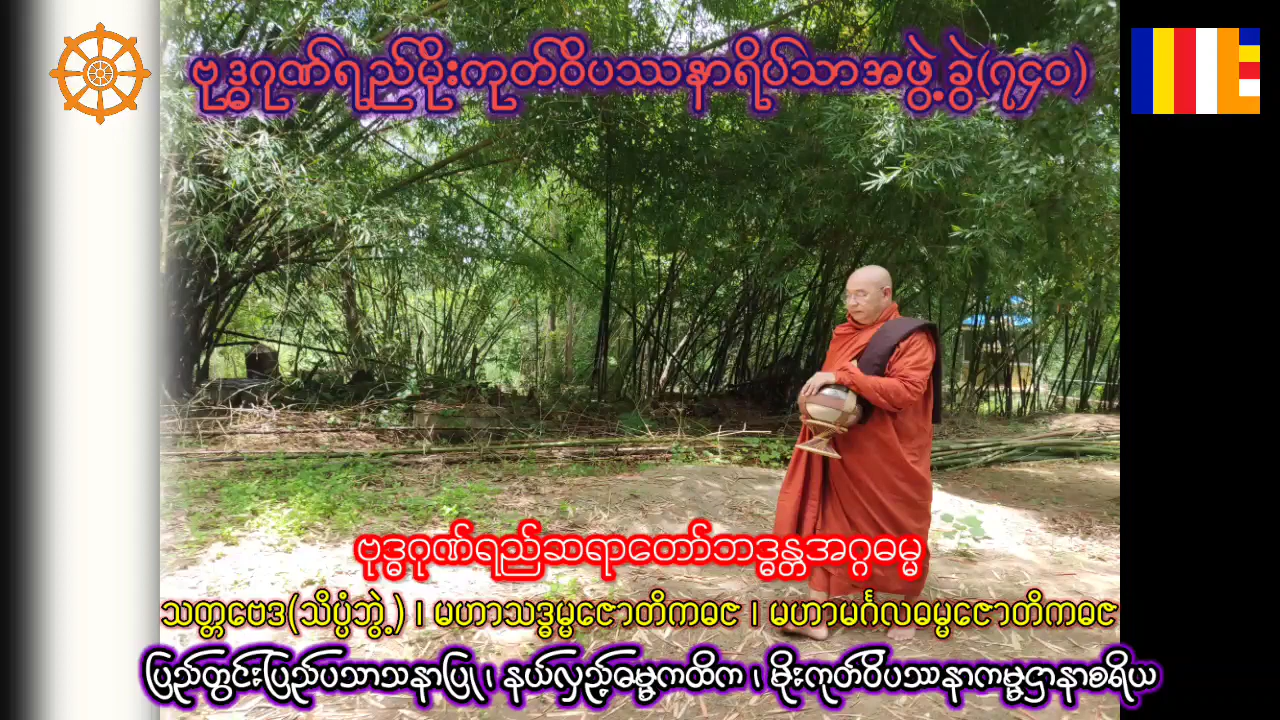 ဗုဒ္ဓဂုဏ်ရည်မိုးကုတ်ဝိပဿနာရိပ်သာအဖွဲ့ခွဲ(၇၄၀)
ဗုဒ္ဓဂုဏ်ရည်ဆရာတော်ဘဒ္ဓန္တအဂ္ဂဓမ္မ
သတ္တဗေဒ(သိပ္ပံဘွဲ့) ၊ မဟာသဒ္ဓမ္မဇောတိကဓဇ ၊ မဟာမင်္ဂလဓမ္မဇောတိကဓဇ
ပြည်တွင်းပြည်ပသာသနာပြု ၊ နယ်လှည့်ဓမ္မကထိက ၊ မိုးကုတ်ဝိပဿနာကမ္မဋ္ဌာနာစရိယ